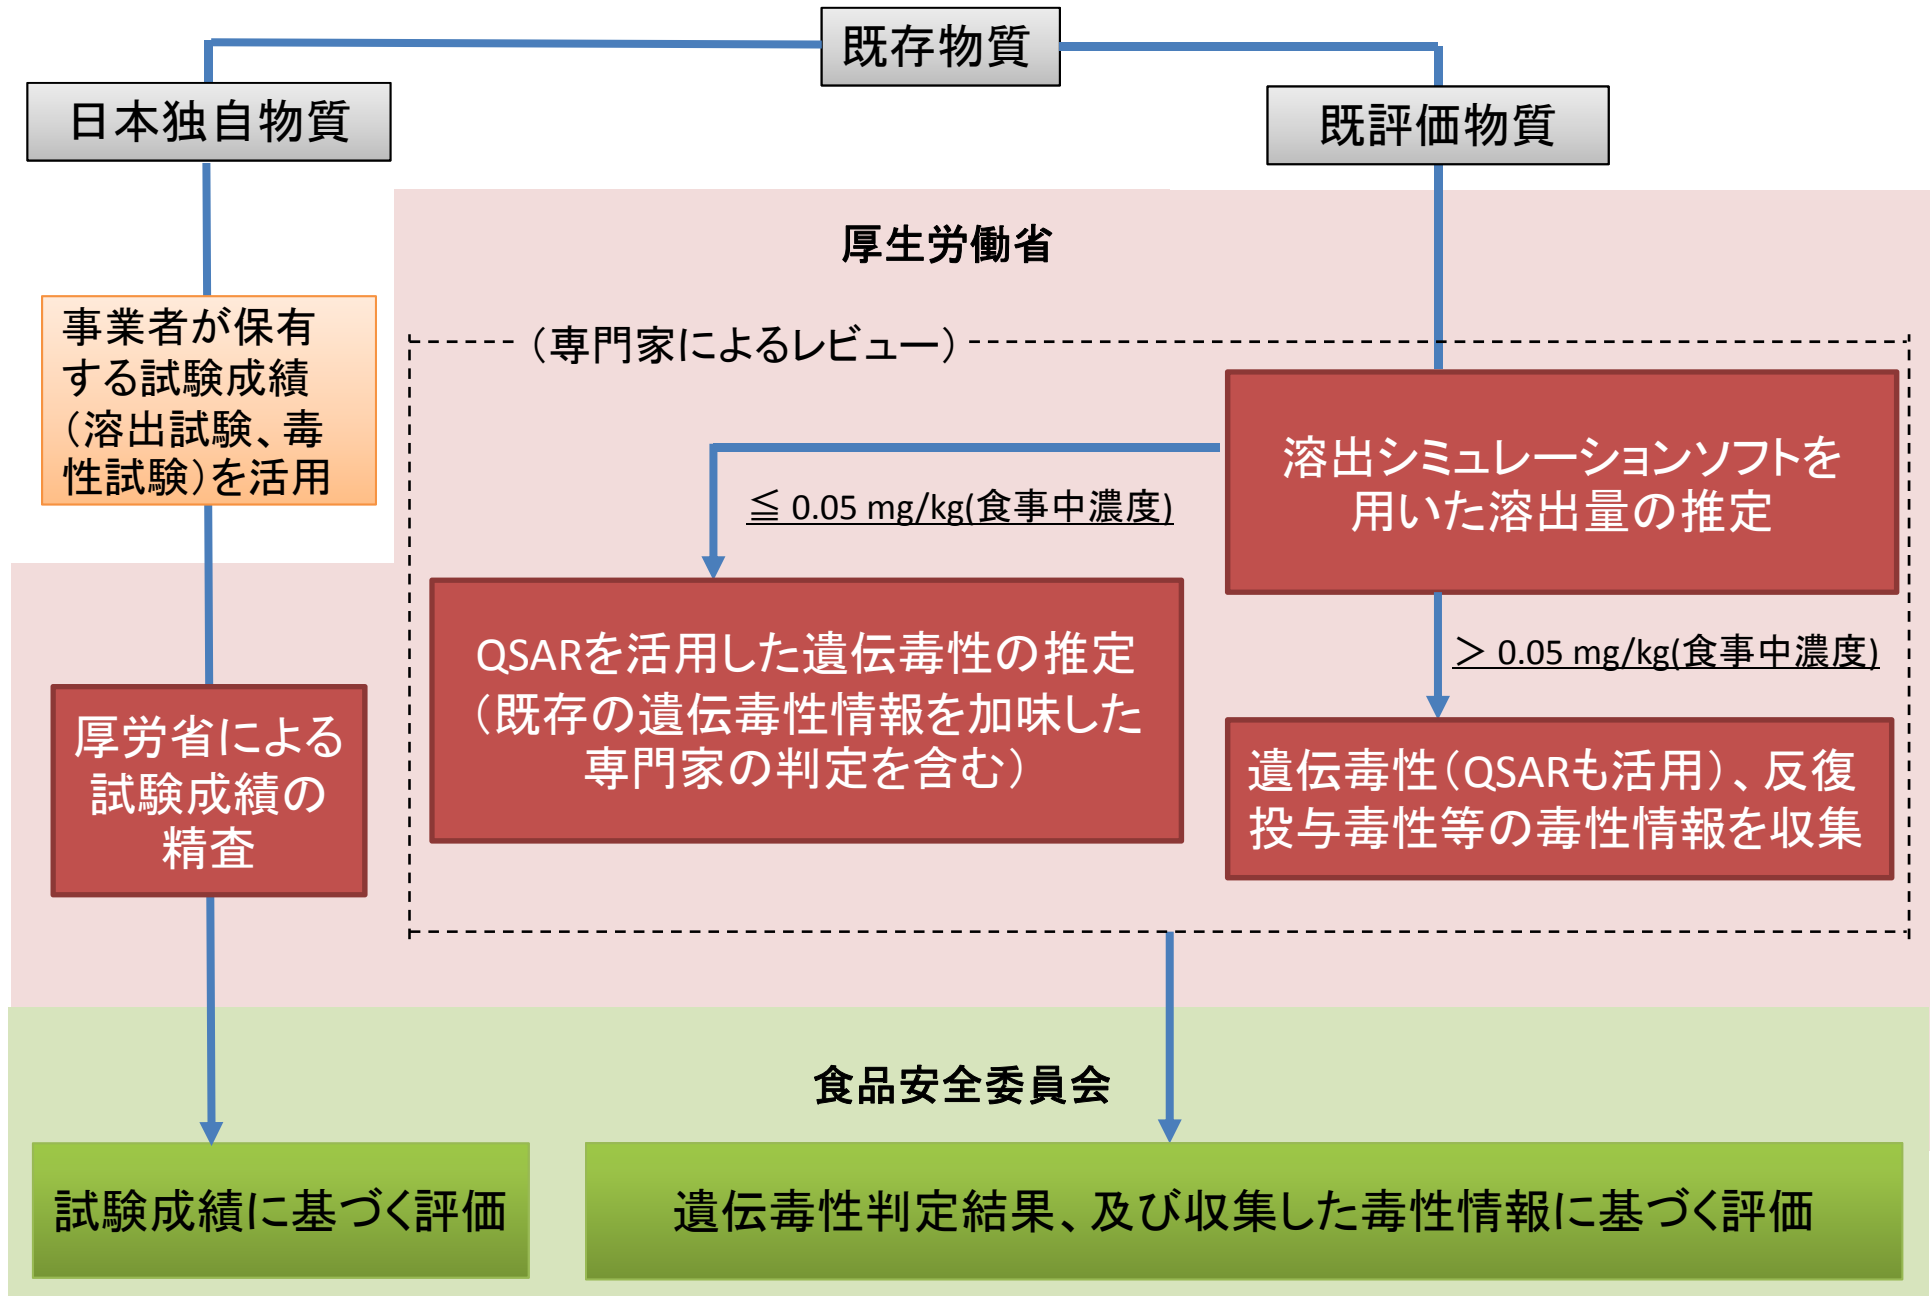 既存物質
日本独自物質
既評価物質
厚生労働省
事業者が保有
する試験成績
（溶出試験、毒
性試験）を活用
（専門家によるレビュー）
溶出シミュレーションソフトを
用いた溶出量の推定
≦ 0.05 mg/kg(食事中濃度)
QSARを活用した遺伝毒性の推定
（既存の遺伝毒性情報を加味した
専門家の判定を含む）
＞ 0.05 mg/kg(食事中濃度)
厚労省による
試験成績の
精査
遺伝毒性（QSARも活用）、反復
投与毒性等の毒性情報を収集
食品安全委員会
試験成績に基づく評価
遺伝毒性判定結果、及び収集した毒性情報に基づく評価